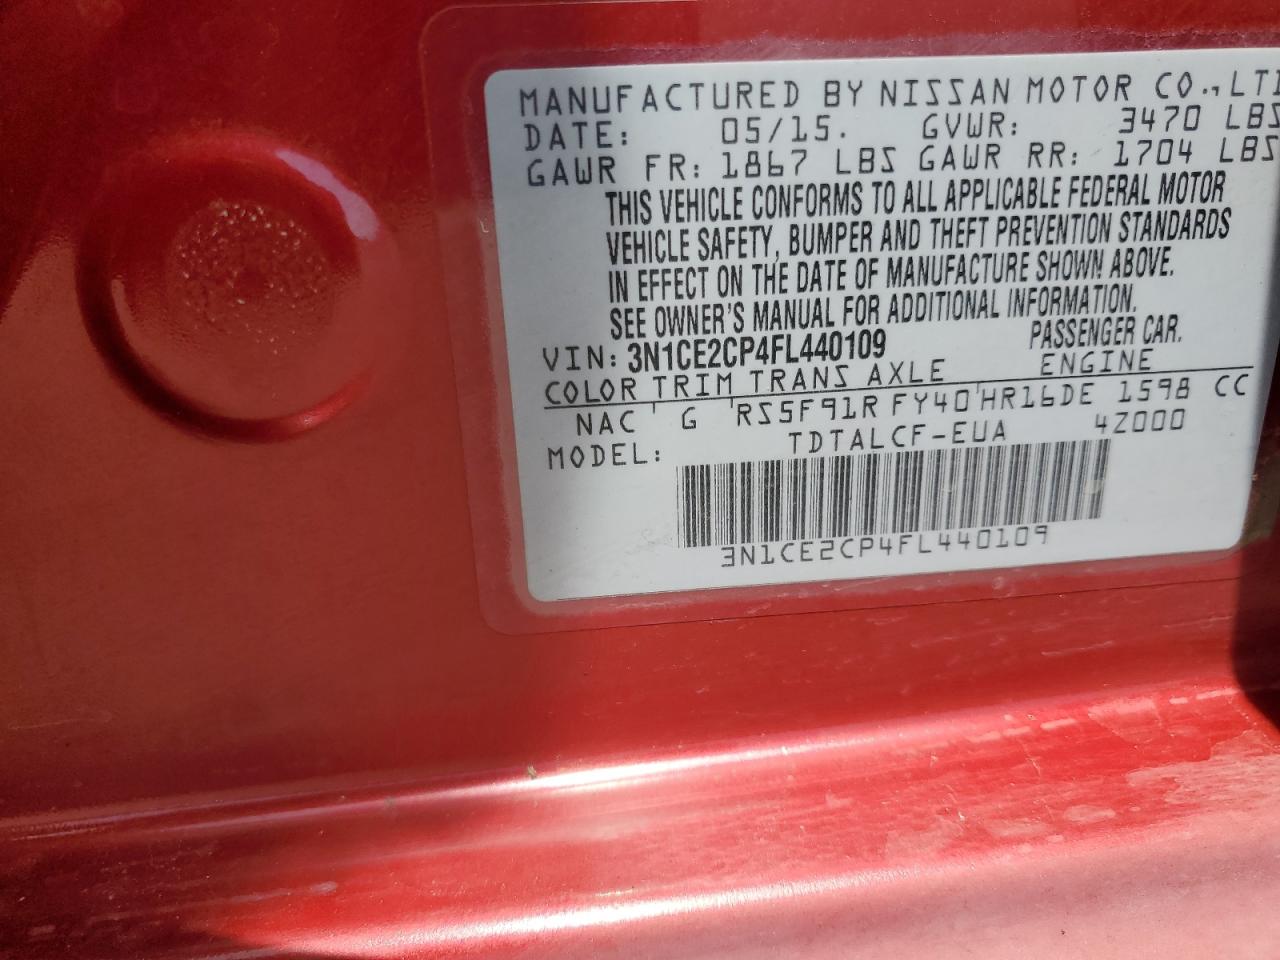 MANUFACTURED BY NISSAN MOTOR CO.,LTD
DATE: 05/15. GVWR: 3470 LBS
GAWR FR: 1867 LBS GAWR RR: 1704 LBS
THIS VEHICLE CONFORMS TO ALL APPLICABLE FEDERAL MOTOR
VEHICLE SAFETY, BUMPER AND THEFT PREVENTION STANDARDS
IN EFFECT ON THE DATE OF MANUFACTURE SHOWN ABOVE.
SEE OWNER'S MANUAL FOR ADDITIONAL INFORMATION.
VIN: 3N1CE2CP4FL440109 PASSENGER CAR.
COLOR TRIM TRANS AXLE ENGINE
NAC G RS5F91R FY40 HR16DE 1598 CC
MODEL: TDTALCF-EUA 4Z000
3N1CE2CP4FL440109